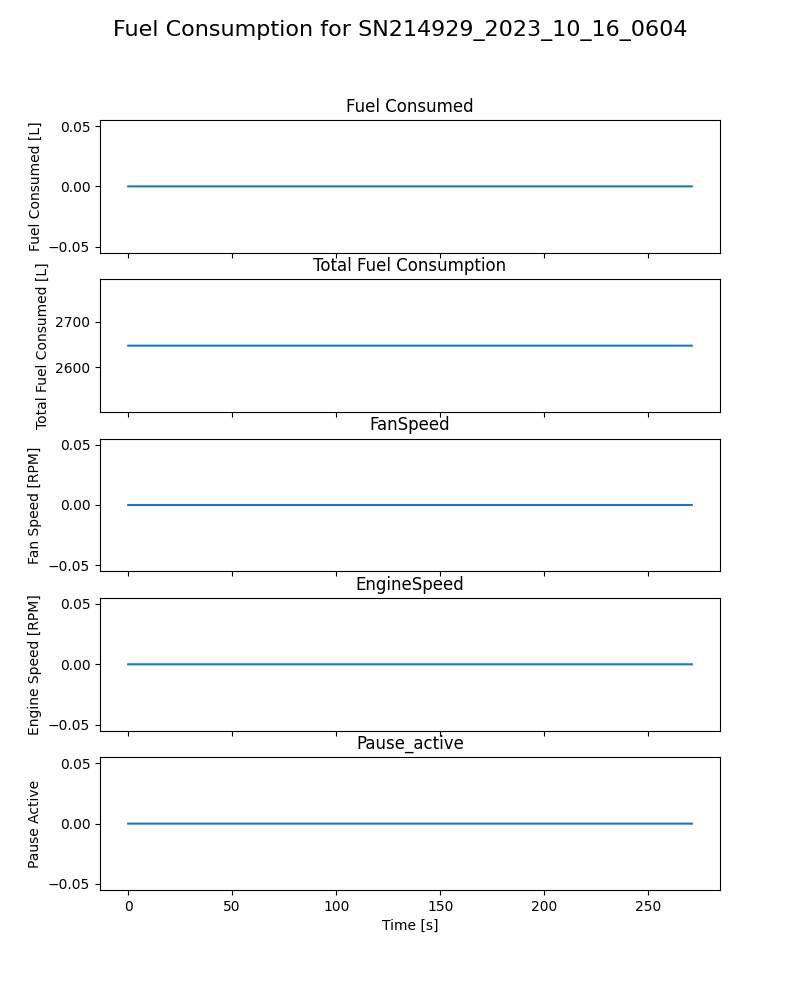 Fuel Consumption for SN214929_2023_10_16_0604
Fuel Consumed
Fuel Consumed [L]
0.05
0.00
−0.05
Total Fuel Consumption
Total Fuel Consumed [L]
2700
2600
FanSpeed
Fan Speed [RPM]
0.05
0.00
−0.05
EngineSpeed
Engine Speed [RPM]
0.05
0.00
−0.05
Pause_active
Pause Active
0.05
0.00
−0.05
0 50 100 150 200 250
Time [s]